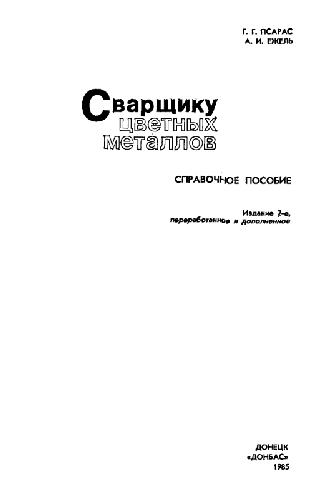 Г. Г. ПСАРАС
А. И. ЕЖЕЛЬ
Сварщику
цветных
металлов
СПРАВОЧНОЕ ПОСОБИЕ
Издание 2-е,
переработанное и дополненное
ДОНЕЦК
«ДОНБАС»
1985